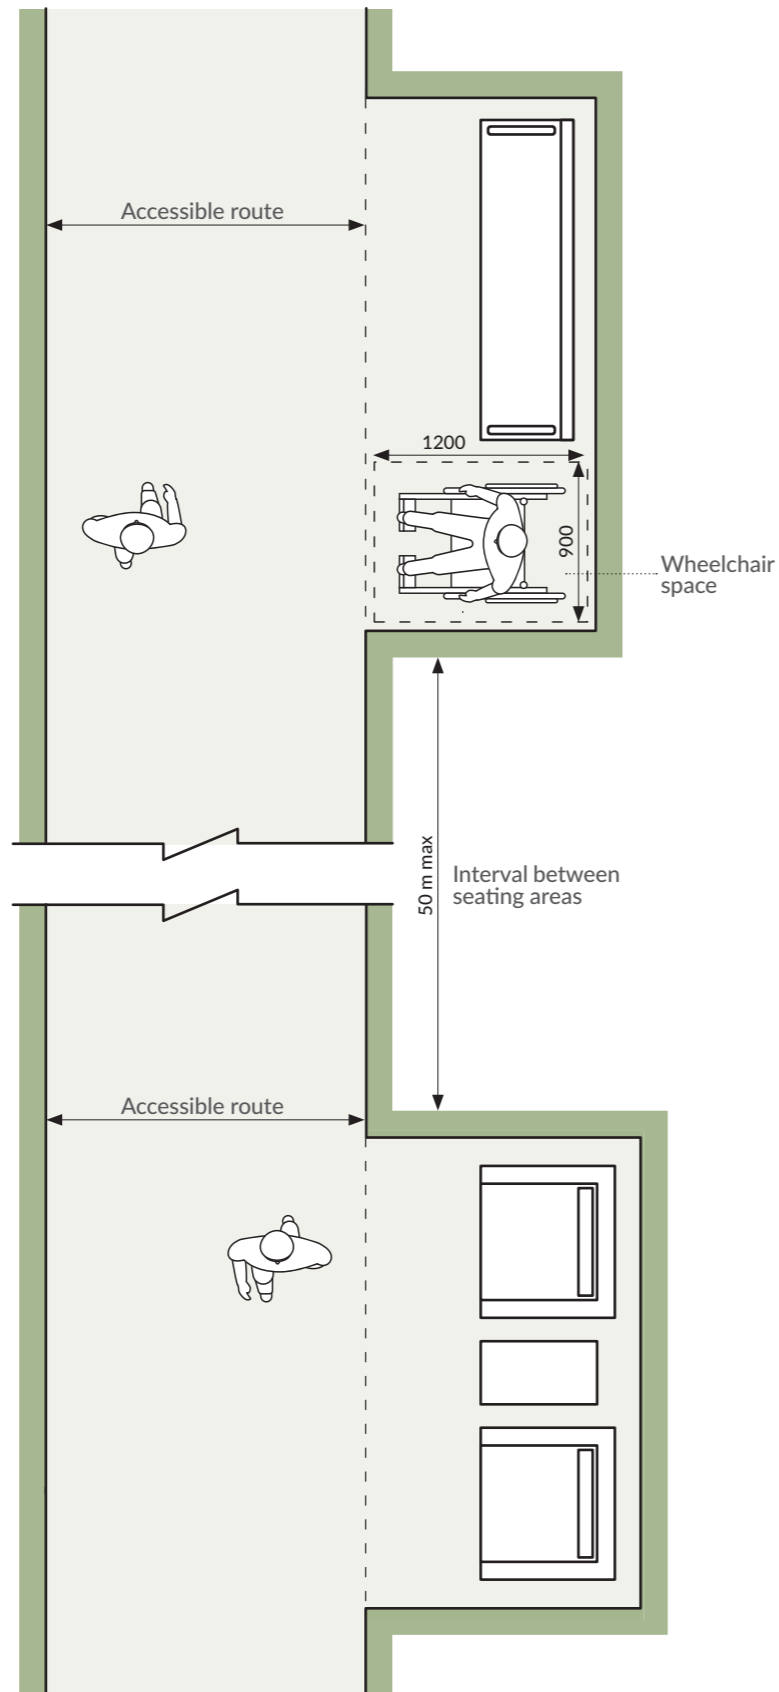 Accessible route
1200
900
Wheelchair
space
50 m max
Interval between
seating areas
Accessible route